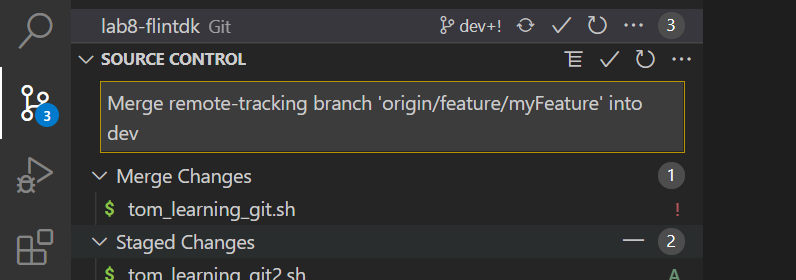 lab8-flintdk Git dev+! 3
SOURCE CONTROL
Merge remote-tracking branch 'origin/feature/myFeature' into
dev
3
Merge Changes 1
$ tom_learning_git.sh !
Staged Changes 2
$ tom_learning_git2.sh A